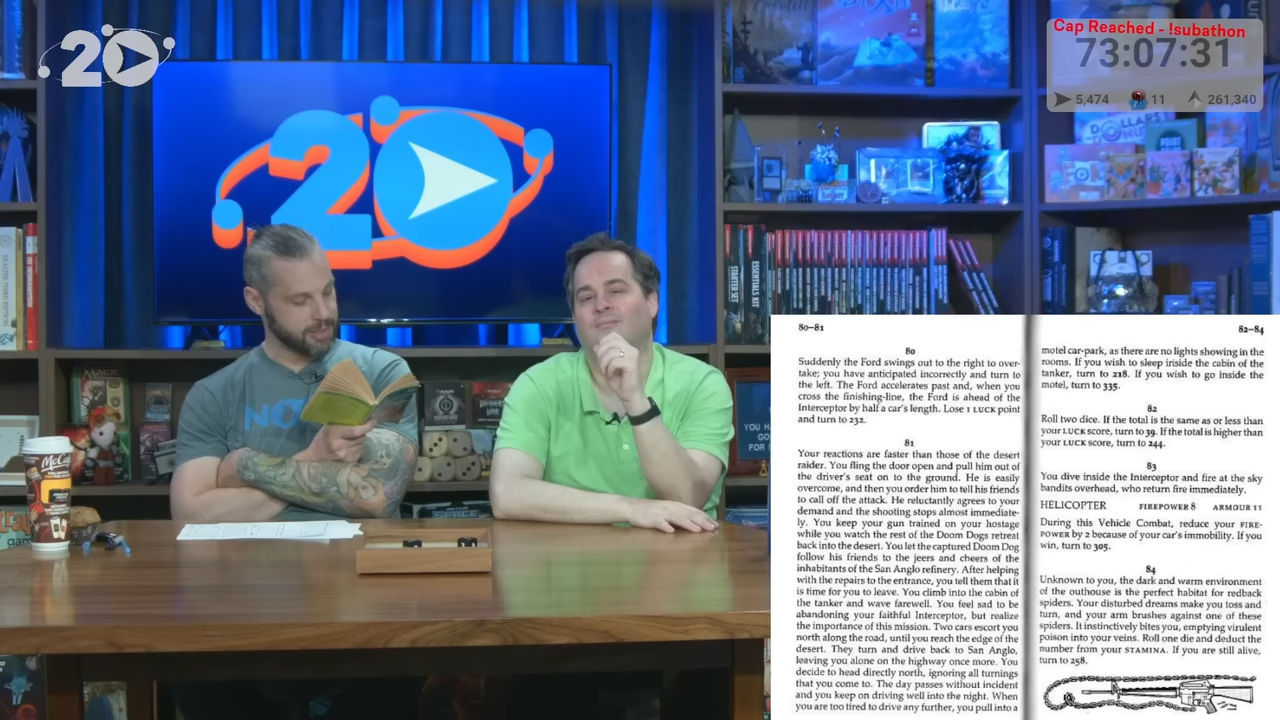 20
Cap Reached - !subathon
73:07:31
5,474 11 261,340
20
DOLLARS
STARTER SET
ESSENTIALS KIT
MAGIC
NO
McCafé
YOU H
GO
FOR N
SPACE
80–81
80
Suddenly the Ford swings out to the right to over-
take; you have anticipated incorrectly and turn to
the left. The Ford accelerates past and, when you
cross the finishing-line, the Ford is ahead of the
Interceptor by half a car's length. Lose 1 LUCK point
and turn to 232.
81
Your reactions are faster than those of the desert
raider. You fling the door open and pull him out of
the driver's seat on to the ground. He is easily
overcome, and then you order him to tell his friends
to call off the attack. He reluctantly agrees to your
demand and the shooting stops almost immediate-
ly. You keep your gun trained on your hostage
while you watch the rest of the Doom Dogs retreat
back into the desert. You let the captured Doom Dog
follow his friends to the jeers and cheers of the
inhabitants of the San Anglo refinery. After helping
with the repairs to the entrance, you tell them that it
is time for you to leave. You climb into the cabin of
the tanker and wave farewell. You feel sad to be
abandoning your faithful Interceptor, but realize
the importance of this mission. Two cars escort you
north along the road, until you reach the edge of the
desert. They turn and drive back to San Anglo,
leaving you alone on the highway once more. You
decide to head directly north, ignoring all turnings
that you come to. The day passes without incident
and you keep on driving well into the night. When
you are too tired to drive any further, you pull into a
82–84
motel car-park, as there are no lights showing in the
rooms. If you wish to sleep inside the cabin of the
tanker, turn to 218. If you wish to go inside the
motel, turn to 335.
82
Roll two dice. If the total is the same as or less than
your LUCK score, turn to 39. If the total is higher than
your LUCK score, turn to 244.
83
You dive inside the Interceptor and fire at the sky
bandits overhead, who return fire immediately.
HELICOPTER FIREPOWER 8 ARMOUR 11
During this Vehicle Combat, reduce your FIRE-
POWER by 2 because of your car's immobility. If you
win, turn to 305.
84
Unknown to you, the dark and warm environment
of the outhouse is the perfect habitat for redback
spiders. Your disturbed dreams make you toss and
turn, and your arm brushes against one of these
spiders. It instinctively bites you, emptying virulent
poison into your veins. Roll one die and deduct the
number from your STAMINA. If you are still alive,
turn to 258.